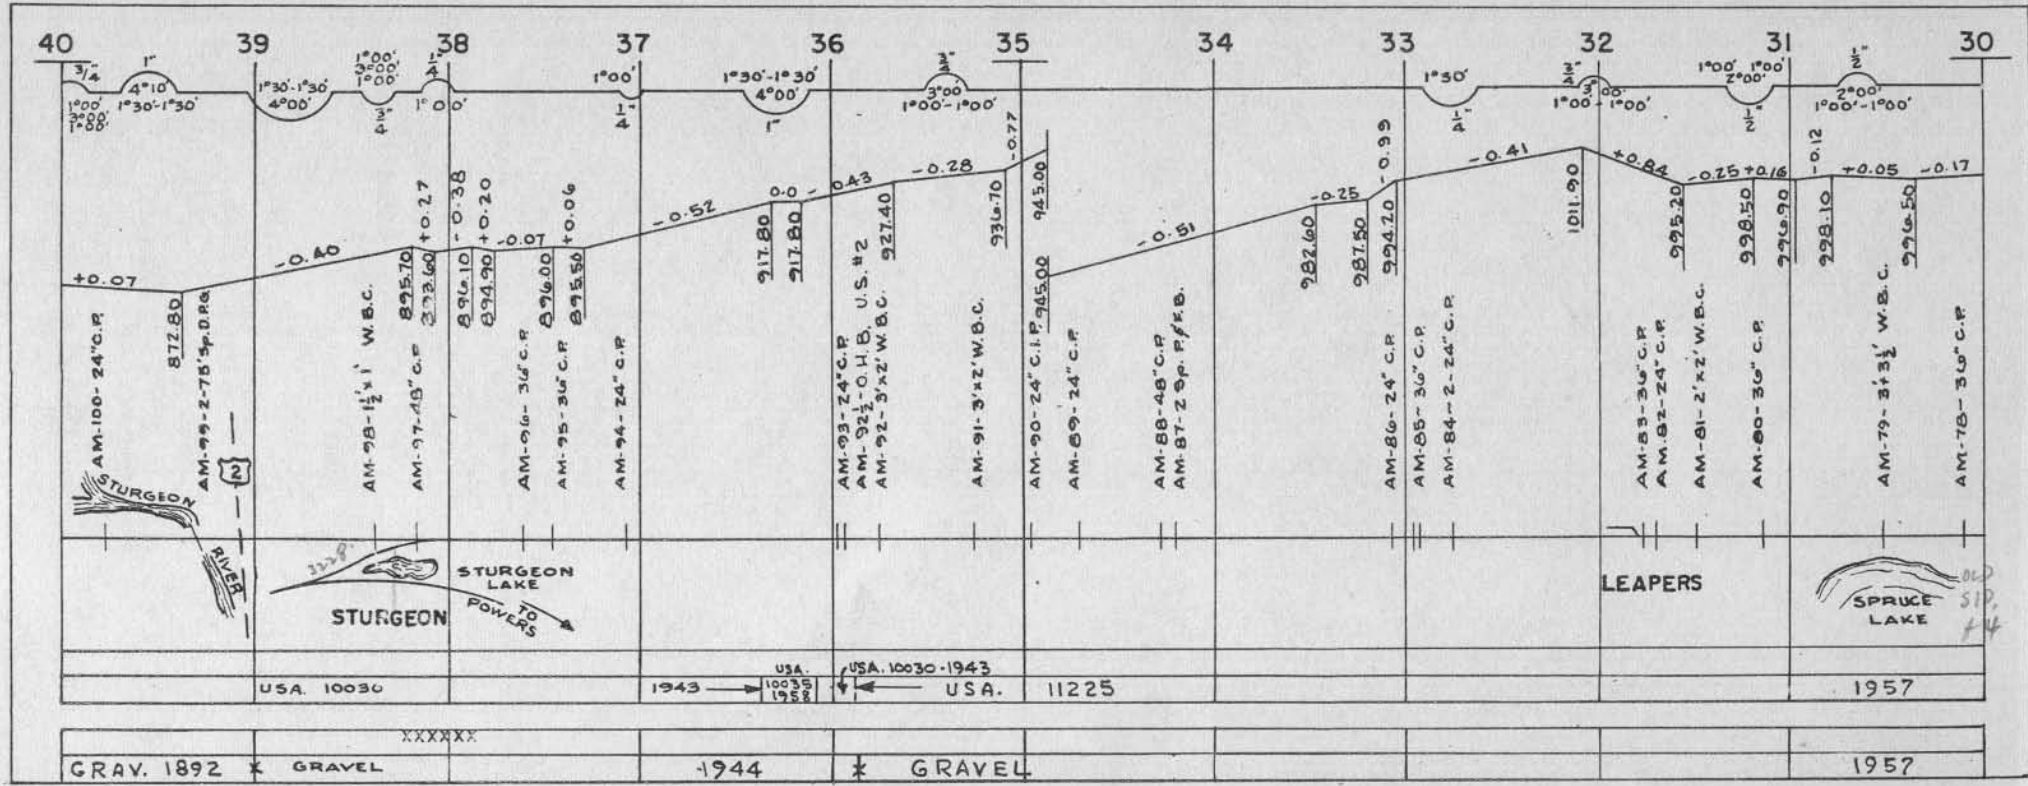 40 39 38 37 36 35 34 33 32 31 30
3/4" 1" 1°00' 3°00' 1°00' 1/4" 3/4" 1°30' 3/4" 1°00' 1°00' 1/2"
4°10' 1°30'-1°30' 1°00' 1°30'-1°30' 3°00' 3°00' 2°00' 2°00'
1°00' 3°00' 1°00' 1°30'-1°30' 4°00' 3/4 1°00' 1/4 4°00' 1°00'-1°00' 1/4" 1°00'-1°00' 1/2" 1°00'-1°00'
1"
+0.07 -0.40 +0.27 -0.38 +0.20 -0.07 +0.06 -0.52 0.0 -0.43 -0.28 -0.77 -0.51 -0.25 -0.99 -0.41 +0.84 -0.25 +0.16 -0.12 +0.05 -0.17
872.80 895.70 893.60 896.10 894.90 896.00 895.50 917.80 917.80 927.40 936.70 945.00 945.00 982.60 987.50 994.20 1011.90 995.20 998.50 996.90 998.10 996.50
AM-100-24" C.P.
AM-99-2-75' Sp. D.P.G.
AM-98-1½'x1' W.B.C.
AM-97-48" C.P.
AM-96-36" C.P.
AM-95-36" C.P.
AM-94-24" C.P.
AM-93-24" C.P.
AM-92½-O.H.B. U.S. #2
AM-92-3'x2' W.B.C.
AM-91-3'x2' W.B.C.
AM-90-24" C.I.P.
AM-89-24" C.P.
AM-88-48" C.P.
AM-87-2 Sp. P/F.B.
AM-86-24" C.P.
AM-85-36" C.P.
AM-84-2-24" C.P.
AM-83-36" C.P.
AM-82-24" C.P.
AM-81-2'x2' W.B.C.
AM-80-36" C.P.
AM-79-3'+3½' W.B.C.
AM-78-36" C.P.
STURGEON
RIVER
2
3228
STURGEON
LAKE
STURGEON
TO
POWERS
LEAPERS
SPRUCE
LAKE
OLD
SID.
USA. USA. 10030-1943
USA. 10030 1943 10035 USA. 11225 1957
1958
XXXXXX
GRAV. 1892 X GRAVEL 1944 X GRAVEL 1957